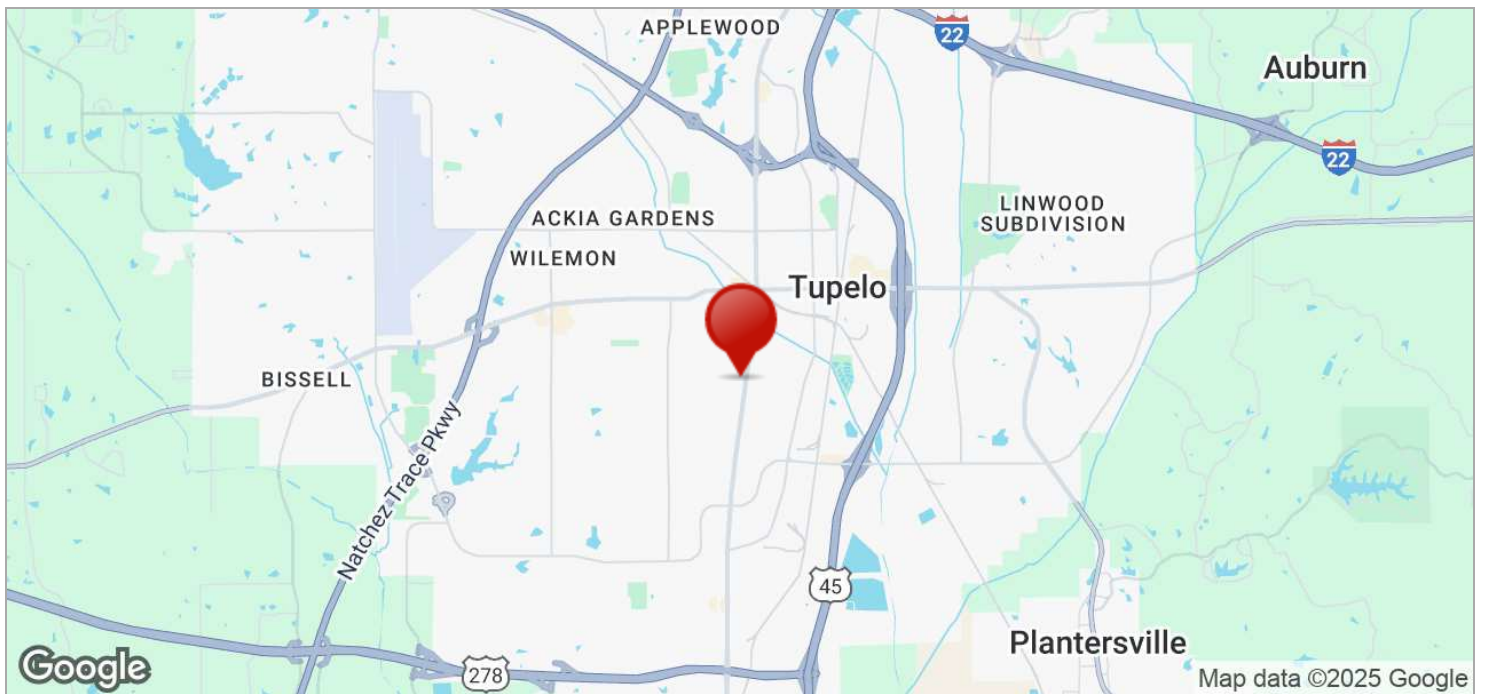 APPLEWOOD
22
Auburn
22
LINWOOD
SUBDIVISION
ACKIA GARDENS
WILEMON
Tupelo
BISSELL
Natchez Trace Pkwy
45
Plantersville
278
Google
Map data ©2025 Google